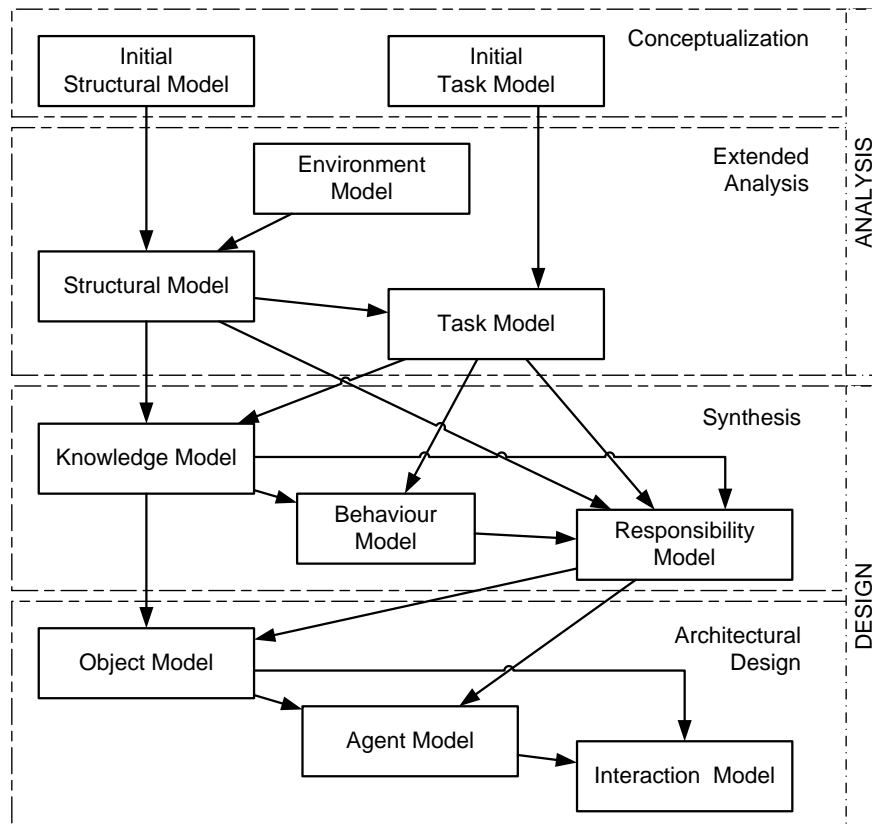 Conceptualization
Initial
Structural Model
Initial
Task Model
ANALYSIS
Extended
Analysis
Environment
Model
Structural Model
Task Model
Synthesis
Knowledge Model
Behaviour
Model
Responsibility
Model
DESIGN
Architectural
Design
Object Model
Agent Model
Interaction Model